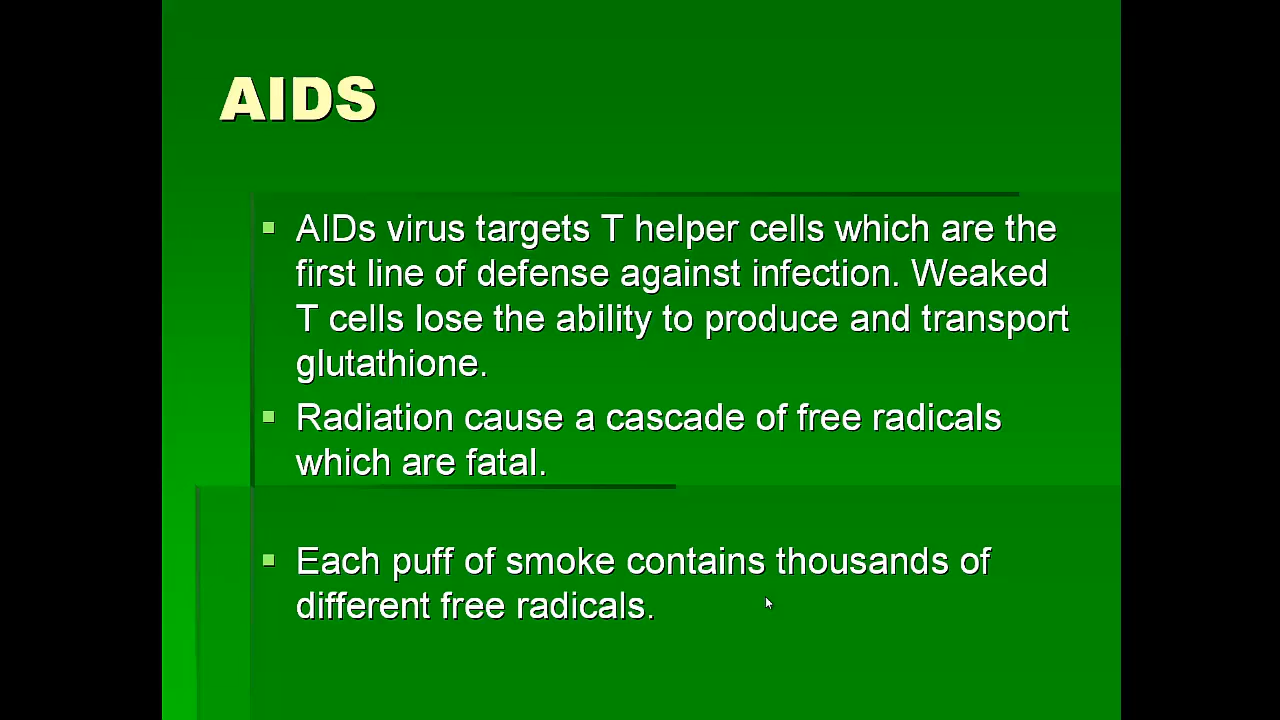 AIDS
AIDs virus targets T helper cells which are the
first line of defense against infection. Weaked
T cells lose the ability to produce and transport
glutathione.
Radiation cause a cascade of free radicals
which are fatal.
Each puff of smoke contains thousands of
different free radicals.